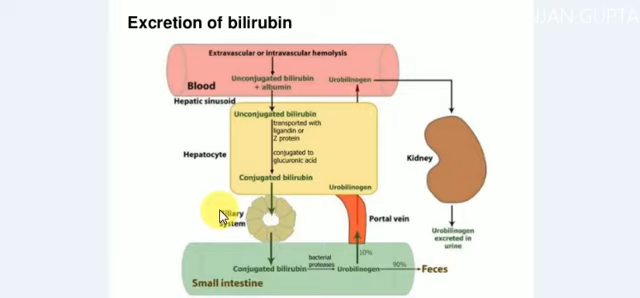 Excretion of bilirubin
JAN GUPTA
Extravascular or intravascular hemolysis
Unconjugated bilirubin
+ albumin
Urobilinogen
Blood
Hepatic sinusoid
Unconjugated bilirubin
transported with
ligandin or
Z protein
Hepatocyte
conjugated to
glucuronic acid
Conjugated bilirubin
Urobilinogen
Kidney
Biliary
system
Portal vein
Urobilinogen
excreted in
urine
10%
Conjugated bilirubin
bacterial
proteases
Urobilinogen
90%
Feces
Small intestine